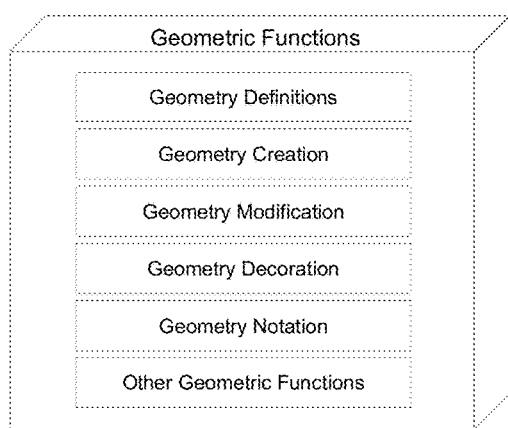 Geometric Functions
Geometry Definitions
Geometry Creation
Geometry Modification
Geometry Decoration
Geometry Notation
Other Geometric Functions